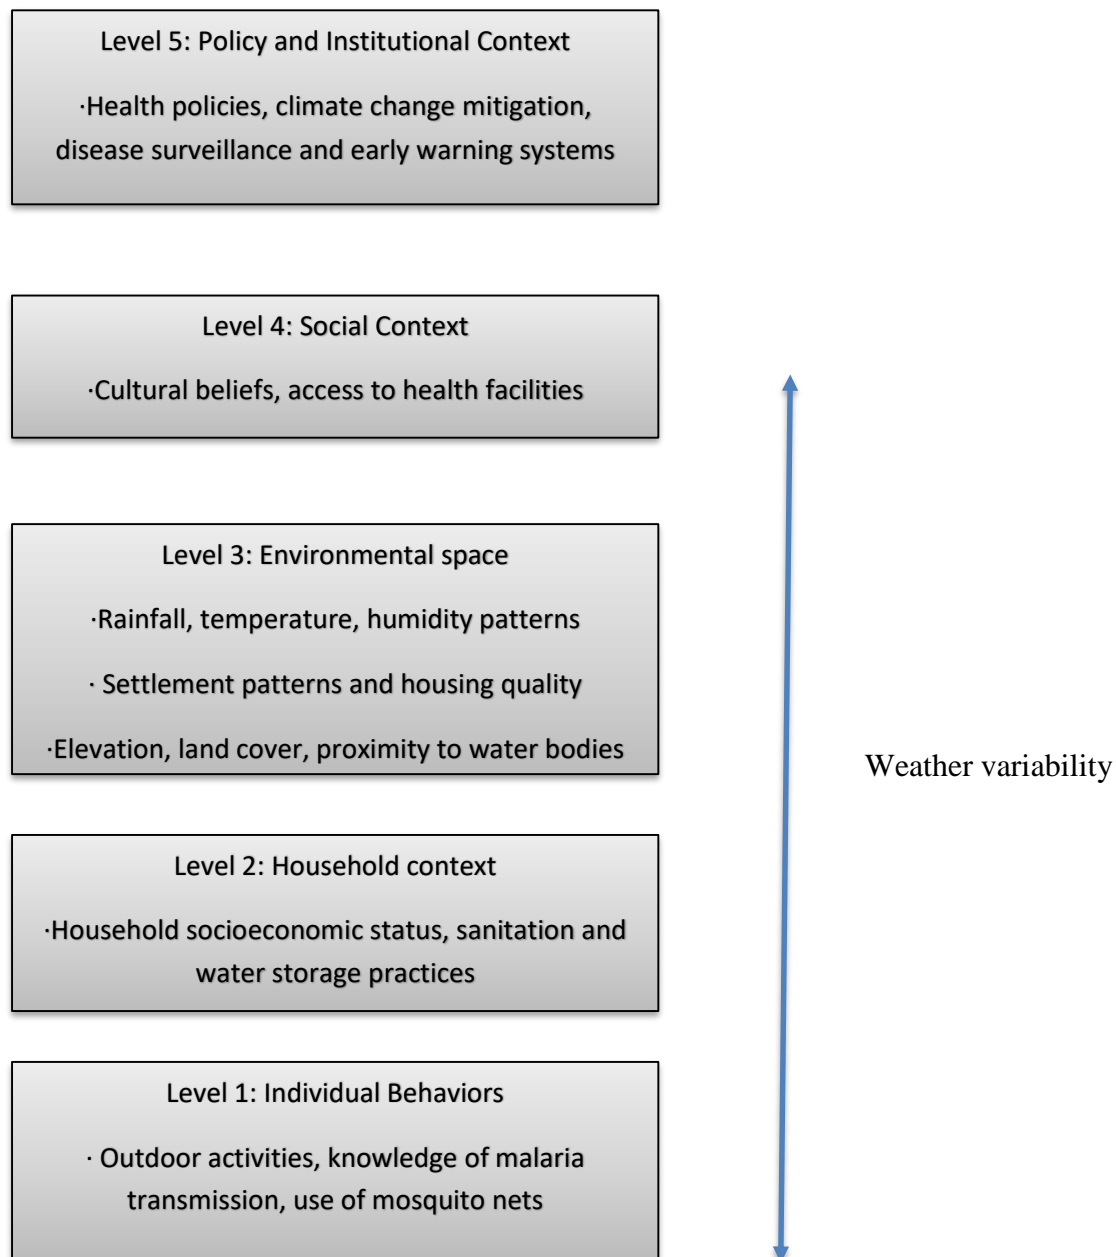 Level 5: Policy and Institutional Context
·Health policies, climate change mitigation,
disease surveillance and early warning systems
Level 4: Social Context
·Cultural beliefs, access to health facilities
Level 3: Environmental space
·Rainfall, temperature, humidity patterns
· Settlement patterns and housing quality
·Elevation, land cover, proximity to water bodies
Weather variability
Level 2: Household context
·Household socioeconomic status, sanitation and
water storage practices
Level 1: Individual Behaviors
· Outdoor activities, knowledge of malaria
transmission, use of mosquito nets